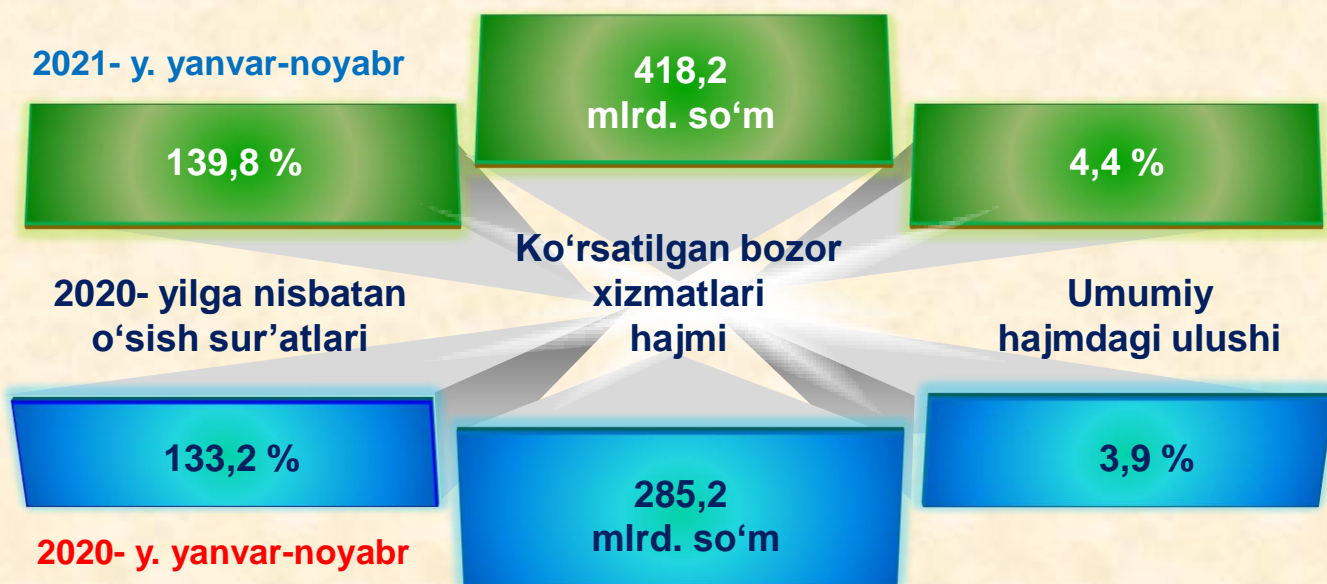 2021- y. yanvar-noyabr
418,2
mlrd. so‘m
139,8 %
4,4 %
2020- yilga nisbatan
o‘sish sur’atlari
Ko‘rsatilgan bozor
xizmatlari
hajmi
Umumiy
hajmdagi ulushi
133,2 %
285,2
mlrd. so‘m
3,9 %
2020- y. yanvar-noyabr